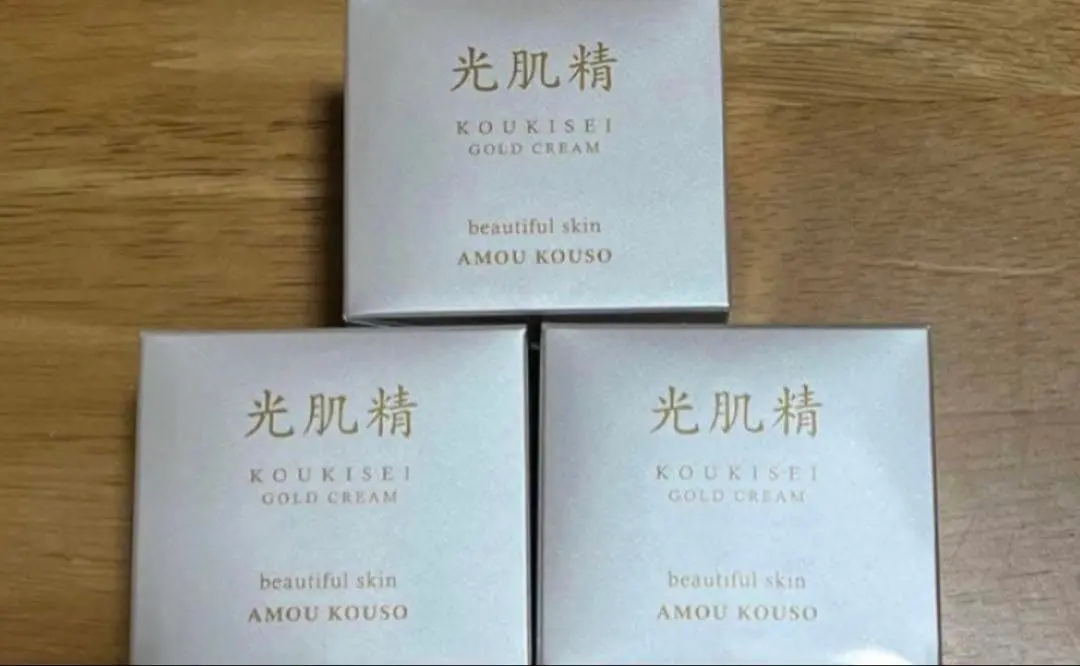 光肌精
KOUKISEI
GOLD CREAM
beautiful skin
AMOU KOUSO
光肌精
KOUKISEI
GOLD CREAM
beautiful skin
AMOU KOUSO
光肌精
KOUKISEI
GOLD CREAM
beautiful skin
AMOU KOUSO